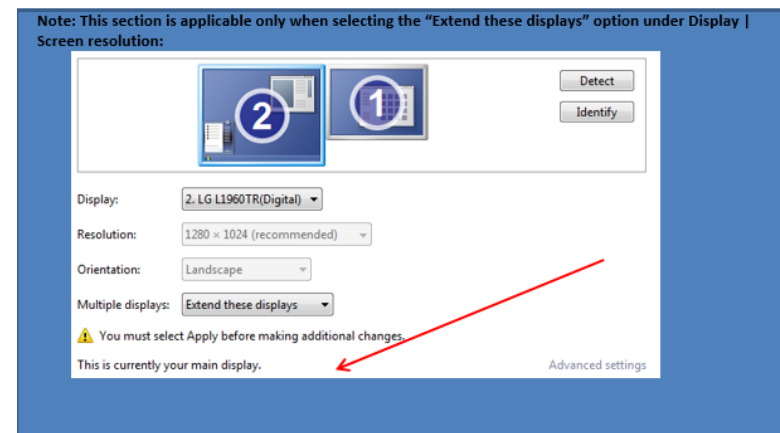 Note: This section is applicable only when selecting the “Extend these displays” option under Display |
Screen resolution:
2
1
Detect
Identify
Display:
2. LG L1960TR(Digital)
Resolution:
1280 × 1024 (recommended)
Orientation:
Landscape
Multiple displays:
Extend these displays
You must select Apply before making additional changes.
This is currently your main display.
Advanced settings